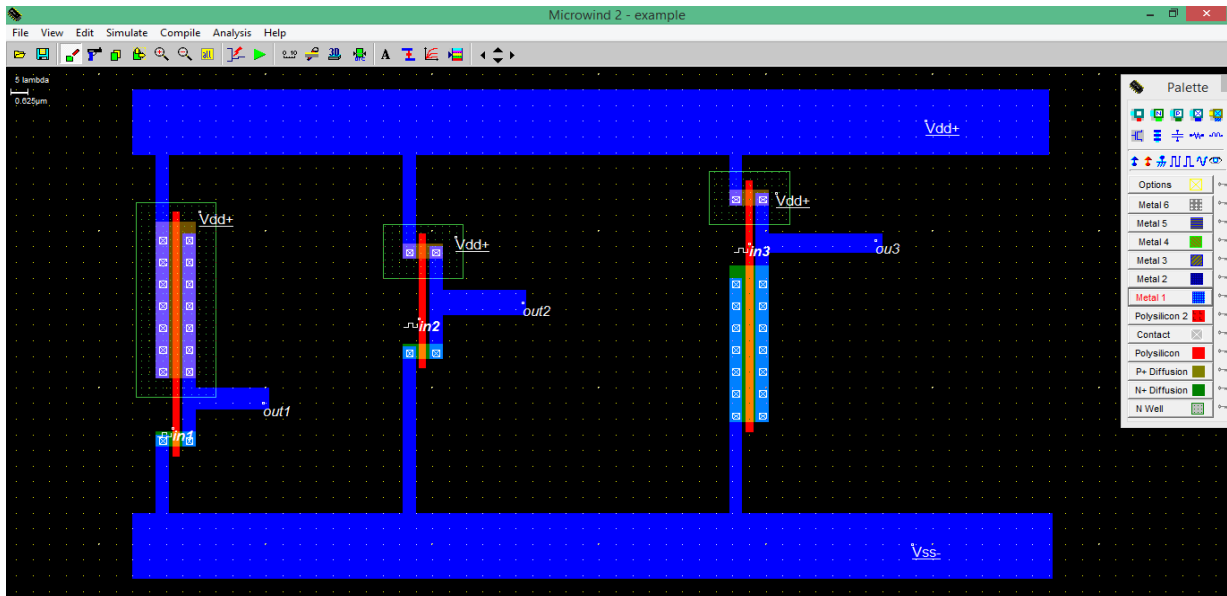 Microwind 2 - example
File View Edit Simulate Compile Analysis Help
5 lambda
0.625µm
Vdd+
Vdd+
Vdd+
Vdd+
in1
out1
in2
out2
in3
ou3
Vss-
Palette
Options
Metal 6
Metal 5
Metal 4
Metal 3
Metal 2
Metal 1
Polysilicon 2
Contact
Polysilicon
P+ Diffusion
N+ Diffusion
N Well